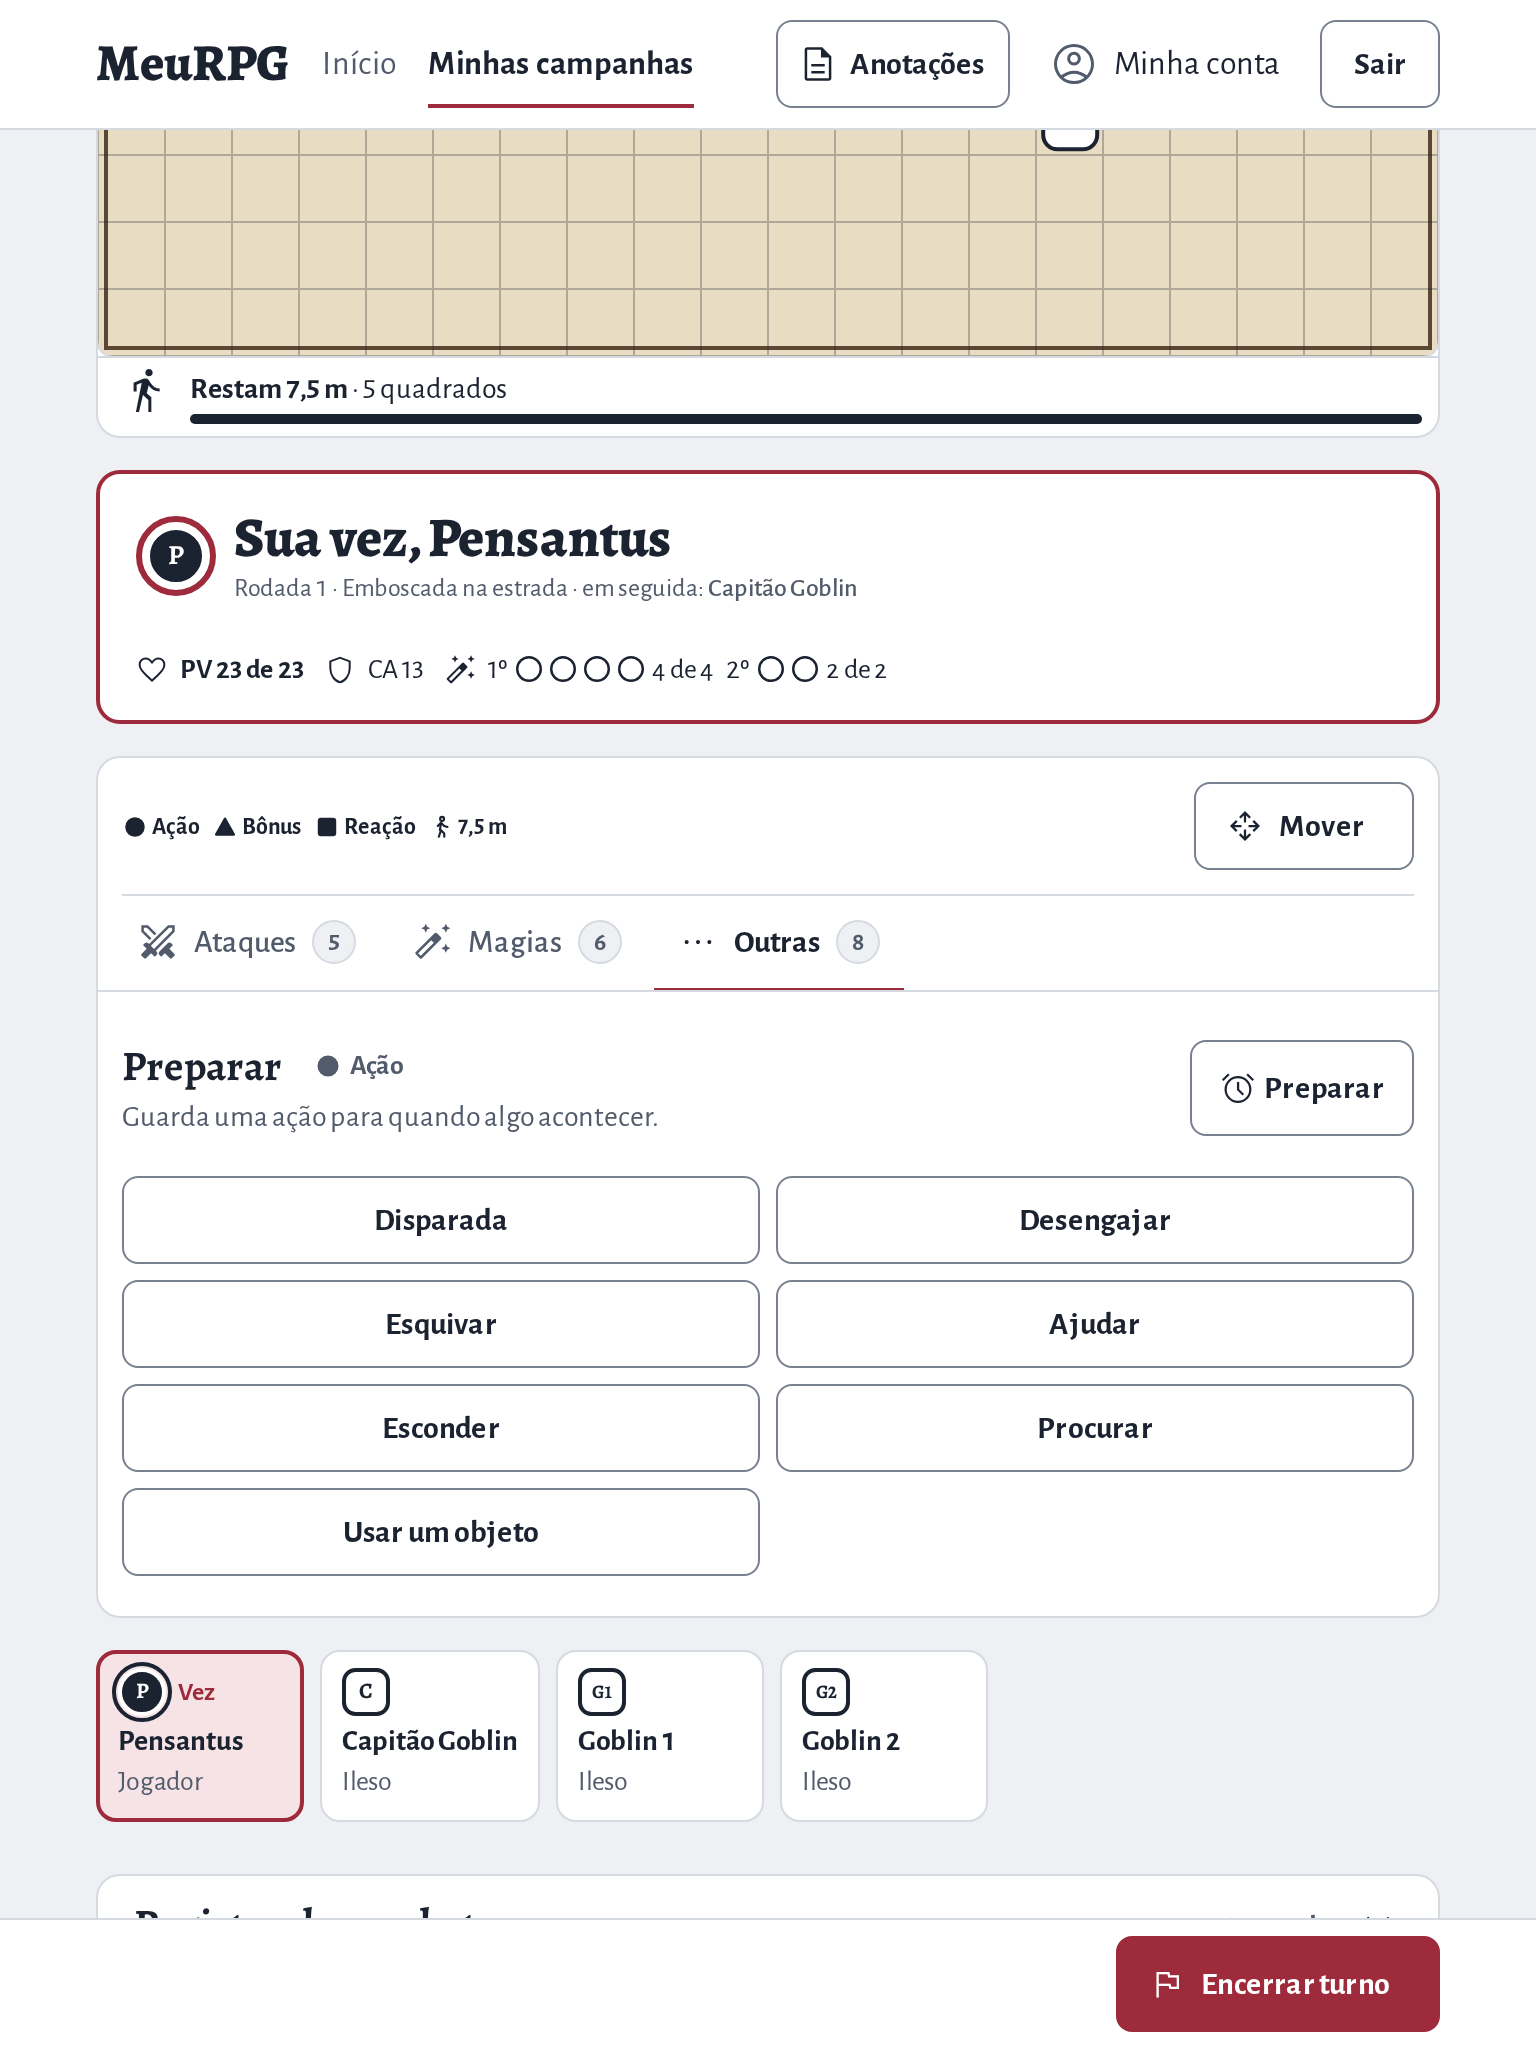 MeuRPG Início Minhas campanhas Anotações Minha conta Sair
Restam 7,5 m · 5 quadrados
P Sua vez, Pensantus
Rodada 1 · Emboscada na estrada · em seguida: Capitão Goblin
PV 23 de 23 CA 13 1º 4 de 4 2º 2 de 2
Ação Bônus Reação 7,5 m Mover
Ataques 5 Magias 6 ... Outras 8
Preparar Ação Preparar
Guarda uma ação para quando algo acontecer.
Disparada Desengajar
Esquivar Ajudar
Esconder Procurar
Usar um objeto
P Vez C G1 G2
Pensantus Capitão Goblin Goblin 1 Goblin 2
Jogador Ileso Ileso Ileso
Encerrar turno